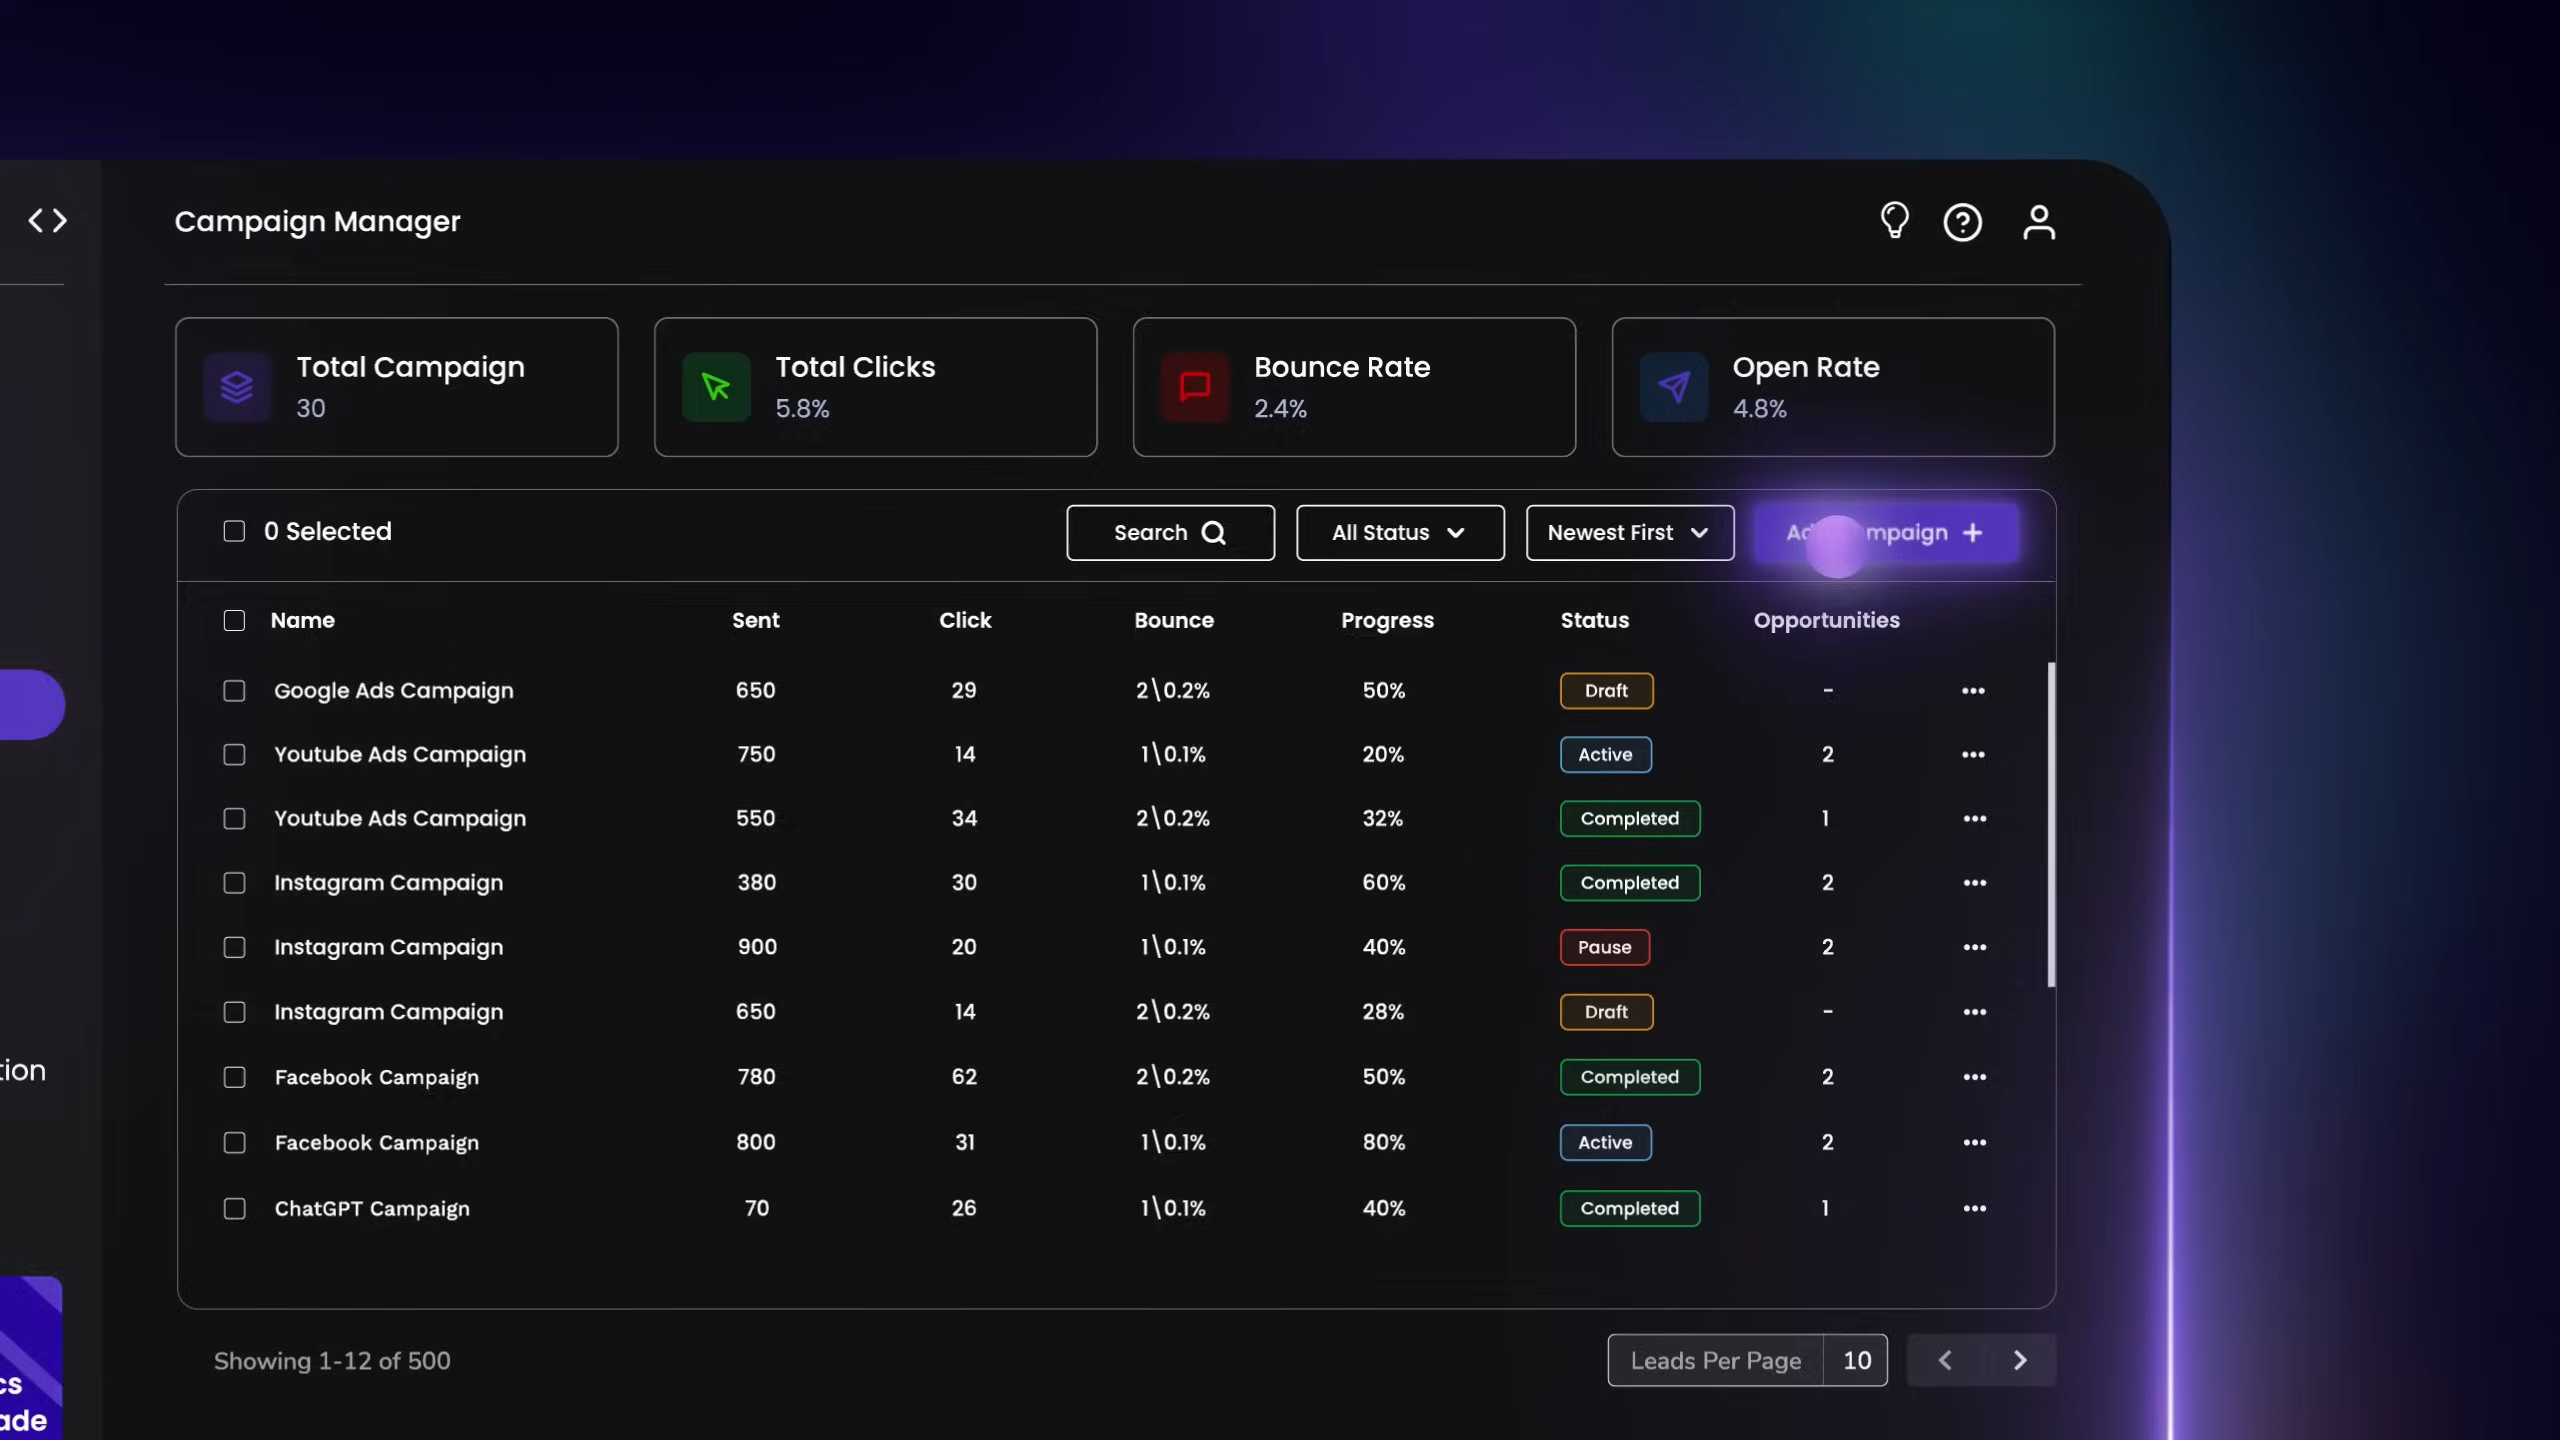 Campaign Manager
Total Campaign
30
Total Clicks
5.8%
Bounce Rate
2.4%
Open Rate
4.8%
0 Selected
Search
All Status
Newest First
Name Sent Click Bounce Progress Status Opportunities
Google Ads Campaign 650 29 2\0.2% 50% Draft -
Youtube Ads Campaign 750 14 1\0.1% 20% Active 2
Youtube Ads Campaign 550 34 2\0.2% 32% Completed 1
Instagram Campaign 380 30 1\0.1% 60% Completed 2
Instagram Campaign 900 20 1\0.1% 40% Pause 2
Instagram Campaign 650 14 2\0.2% 28% Draft -
Facebook Campaign 780 62 2\0.2% 50% Completed 2
Facebook Campaign 800 31 1\0.1% 80% Active 2
ChatGPT Campaign 70 26 1\0.1% 40% Completed 1
Showing 1-12 of 500
Leads Per Page 10